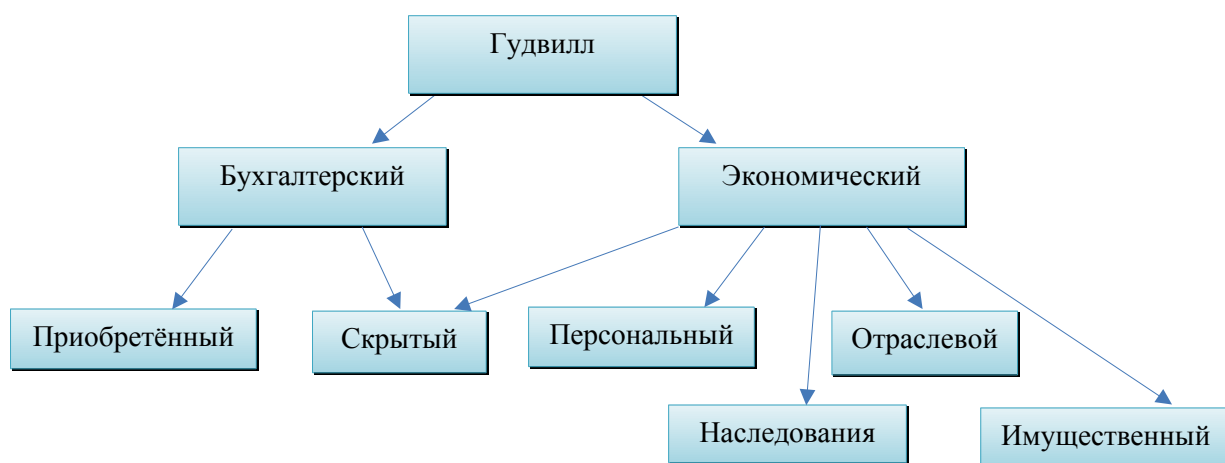 Гудвилл
Бухгалтерский
Экономический
Приобретённый
Скрытый
Персональный
Отраслевой
Наследования
Имущественный